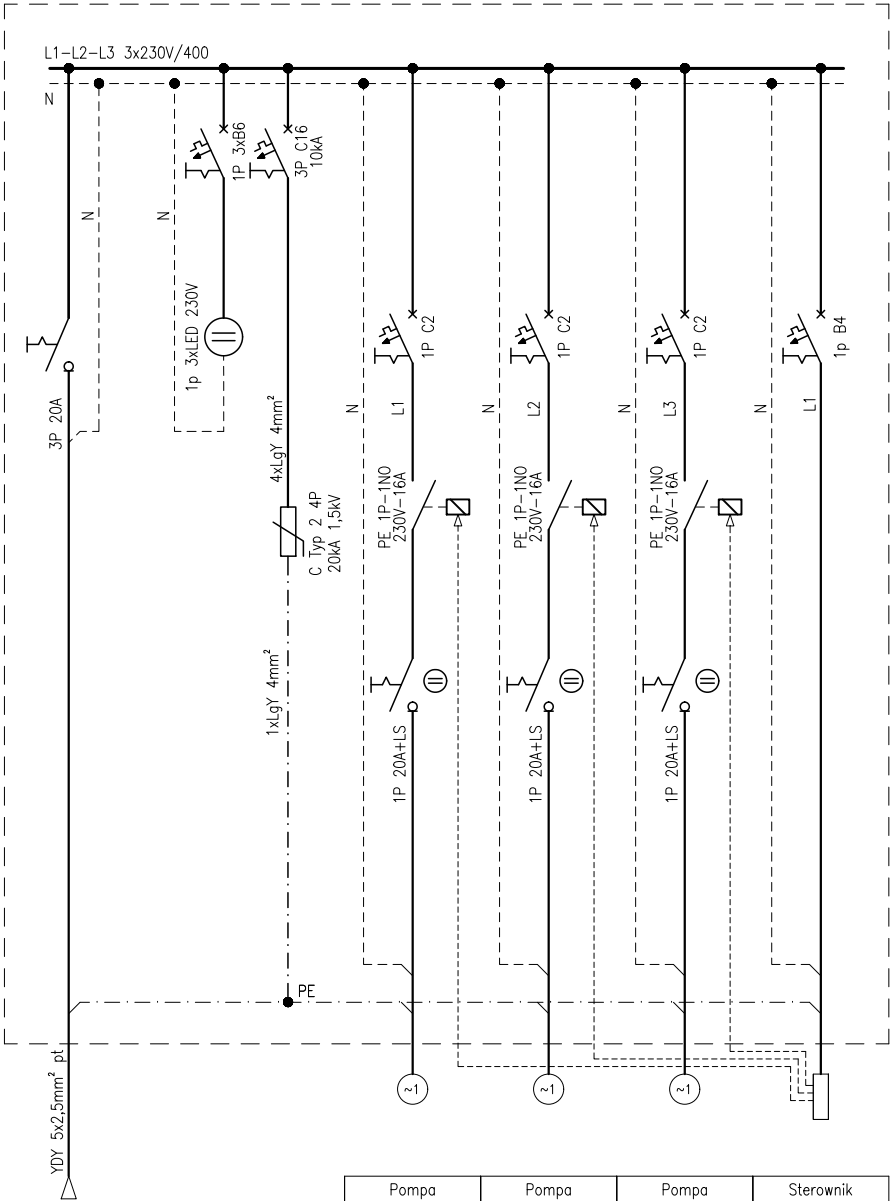 L1-L2-L3 3x230V/400
N
1P 3xB6
3P C16
10kA
N
N
1p 3xLED 230V
3P 20A
4xLgY 4mm²
C Typ 2 4P
20kA 1,5kV
1xLgY 4mm²
PE
1P C2
1P C2
1P C2
1p B4
N
L1
N
L2
N
L3
N
L1
PE 1P-1NO
230V-16A
PE 1P-1NO
230V-16A
PE 1P-1NO
230V-16A
1P 20A+LS
1P 20A+LS
1P 20A+LS
YDY 5x2,5mm² pt
~1
~1
~1
Pompa
Pompa
Pompa
Sterownik